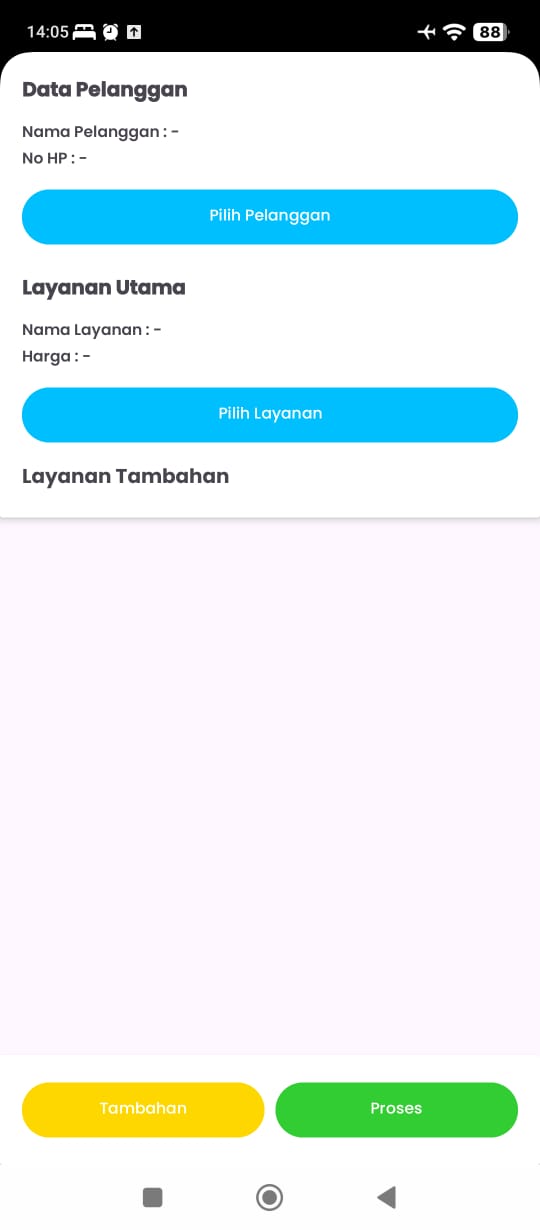 14:05
88
Data Pelanggan
Nama Pelanggan : -
No HP : -
Pilih Pelanggan
Layanan Utama
Nama Layanan : -
Harga : -
Pilih Layanan
Layanan Tambahan
Tambahan
Proses